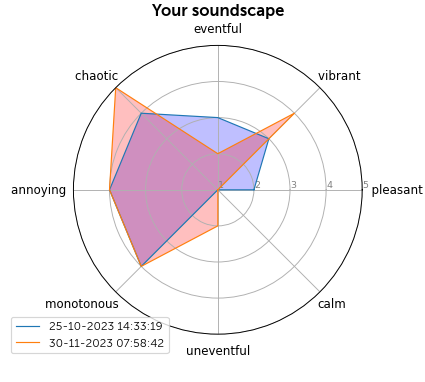 Your soundscape
eventful
chaotic
vibrant
annoying
1
2
3
4
5
pleasant
monotonous
calm
25-10-2023 14:33:19
30-11-2023 07:58:42
uneventful